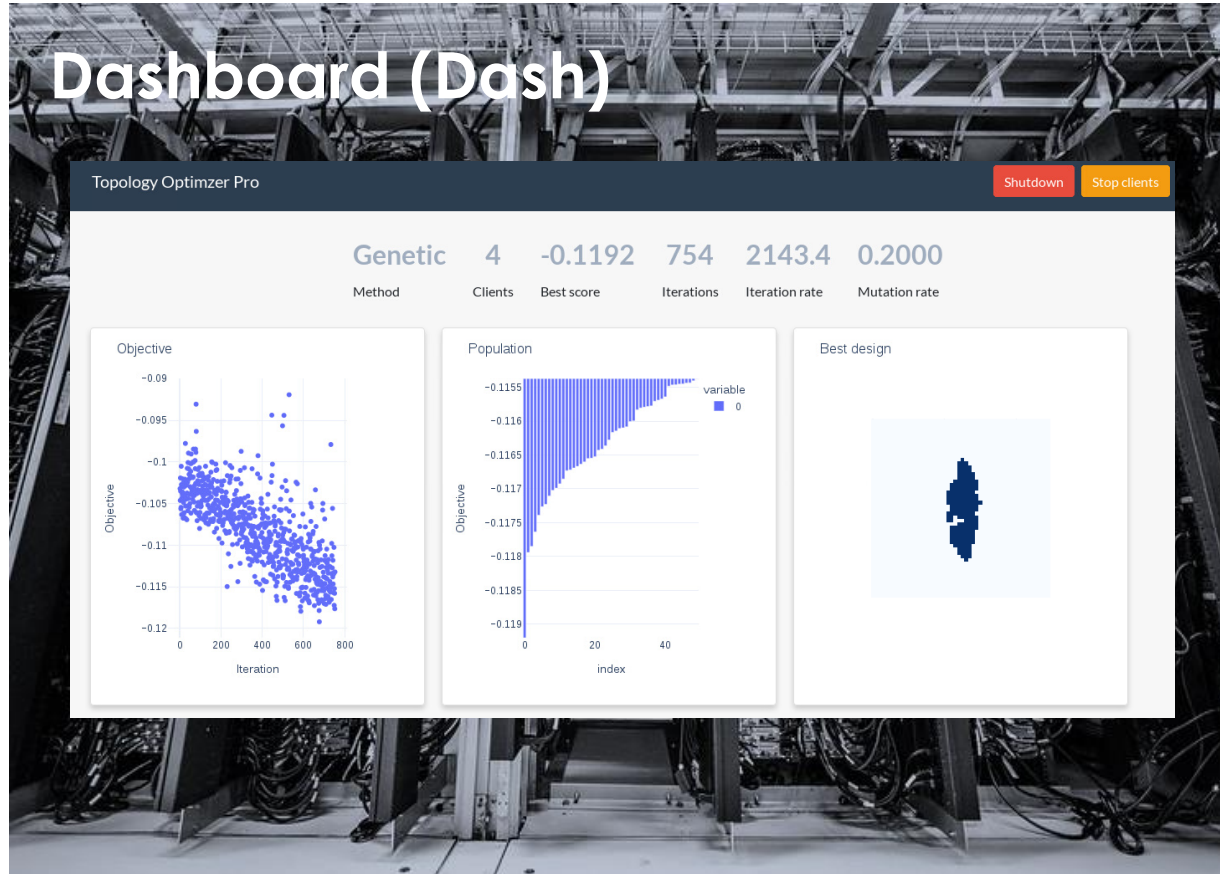 Dashboard (Dash)
Topology Optimzer Pro
Shutdown
Stop clients
Genetic 4 -0.1192 754 2143.4 0.2000
Method Clients Best score Iterations Iteration rate Mutation rate
Objective
−0.09
−0.095
−0.1
−0.105
−0.11
−0.115
−0.12
Objective
0 200 400 600 800
Iteration
Population
−0.1155
−0.116
−0.1165
−0.117
−0.1175
−0.118
−0.1185
−0.119
Objective
0 20 40
index
variable
0
Best design